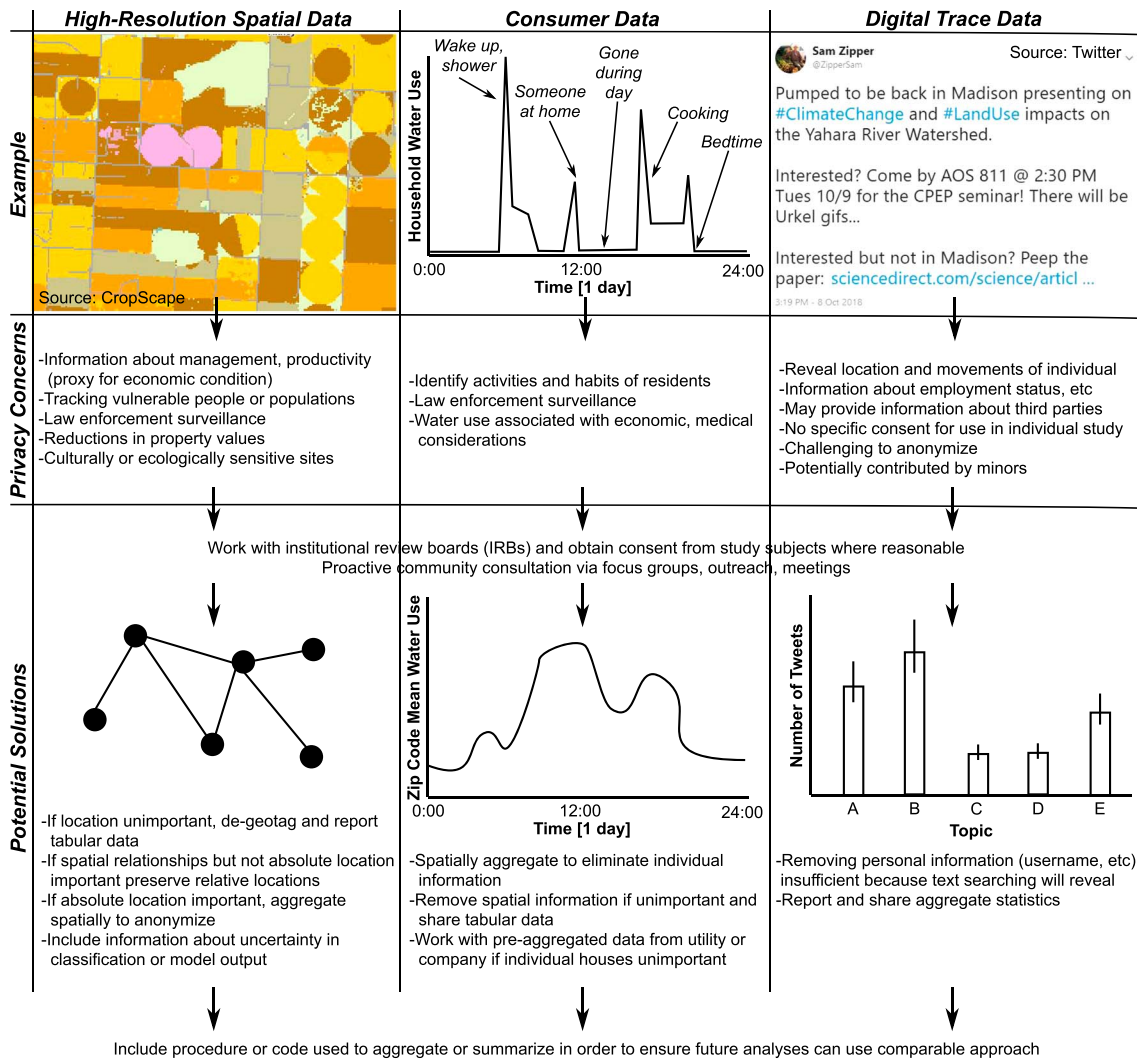 High-Resolution Spatial Data
Consumer Data
Digital Trace Data
Example
Source: CropScape
Household Water Use
Wake up,
shower
Someone
at home
Gone
during
day
Cooking
Bedtime
0:00
12:00
24:00
Time [1 day]
Sam Zipper
@ZipperSam
Source: Twitter
Pumped to be back in Madison presenting on
#ClimateChange and #LandUse impacts on
the Yahara River Watershed.
Interested? Come by AOS 811 @ 2:30 PM
Tues 10/9 for the CPEP seminar! There will be
Urkel gifs...
Interested but not in Madison? Peep the
paper: sciencedirect.com/science/articl ...
3:19 PM - 8 Oct 2018
Privacy Concerns
-Information about management, productivity
(proxy for economic condition)
-Tracking vulnerable people or populations
-Law enforcement surveillance
-Reductions in property values
-Culturally or ecologically sensitive sites
-Identify activities and habits of residents
-Law enforcement surveillance
-Water use associated with economic, medical
considerations
-Reveal location and movements of individual
-Information about employment status, etc
-May provide information about third parties
-No specific consent for use in individual study
-Challenging to anonymize
-Potentially contributed by minors
Work with institutional review boards (IRBs) and obtain consent from study subjects where reasonable
Proactive community consultation via focus groups, outreach, meetings
Potential Solutions
-If location unimportant, de-geotag and report
tabular data
-If spatial relationships but not absolute location
important preserve relative locations
-If absolute location important, aggregate
spatially to anonymize
-Include information about uncertainty in
classification or model output
Zip Code Mean Water Use
0:00
12:00
24:00
Time [1 day]
-Spatially aggregate to eliminate individual
information
-Remove spatial information if unimportant and
share tabular data
-Work with pre-aggregated data from utility or
company if individual houses unimportant
Number of Tweets
A
B
C
D
E
Topic
-Removing personal information (username, etc)
insufficient because text searching will reveal
-Report and share aggregate statistics
Include procedure or code used to aggregate or summarize in order to ensure future analyses can use comparable approach